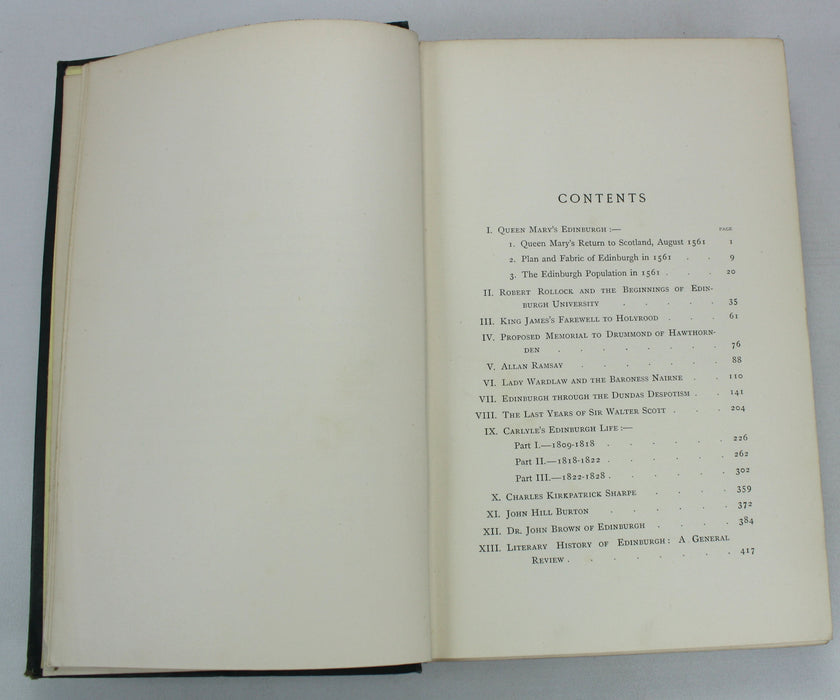 CONTENTS
I. QUEEN MARY'S EDINBURGH :— PAGE
1. Queen Mary's Return to Scotland, August 1561 1
2. Plan and Fabric of Edinburgh in 1561 . . 9
3. The Edinburgh Population in 1561 . . . 20
II. ROBERT ROLLOCK AND THE BEGINNINGS OF EDIN-
BURGH UNIVERSITY . . . . . 35
III. KING JAMES'S FAREWELL TO HOLYROOD . . . 61
IV. PROPOSED MEMORIAL TO DRUMMOND OF HAWTHORN-
DEN . . . . . . . . 76
V. ALLAN RAMSAY . . . . . . 88
VI. LADY WARDLAW AND THE BARONESS NAIRNE . . 110
VII. EDINBURGH THROUGH THE DUNDAS DESPOTISM . . 141
VIII. THE LAST YEARS OF SIR WALTER SCOTT . . . 204
IX. CARLYLE'S EDINBURGH LIFE :—
Part I.—1809-1818 . . . . . 226
Part II.—1818-1822 . . . . . 262
Part III.—1822-1828 . . . . . 302
X. CHARLES KIRKPATRICK SHARPE . . . . 359
XI. JOHN HILL BURTON . . . . . 372
XII. DR. JOHN BROWN OF EDINBURGH . . . . 384
XIII. LITERARY HISTORY OF EDINBURGH : A GENERAL
REVIEW . . . . . . . . 417